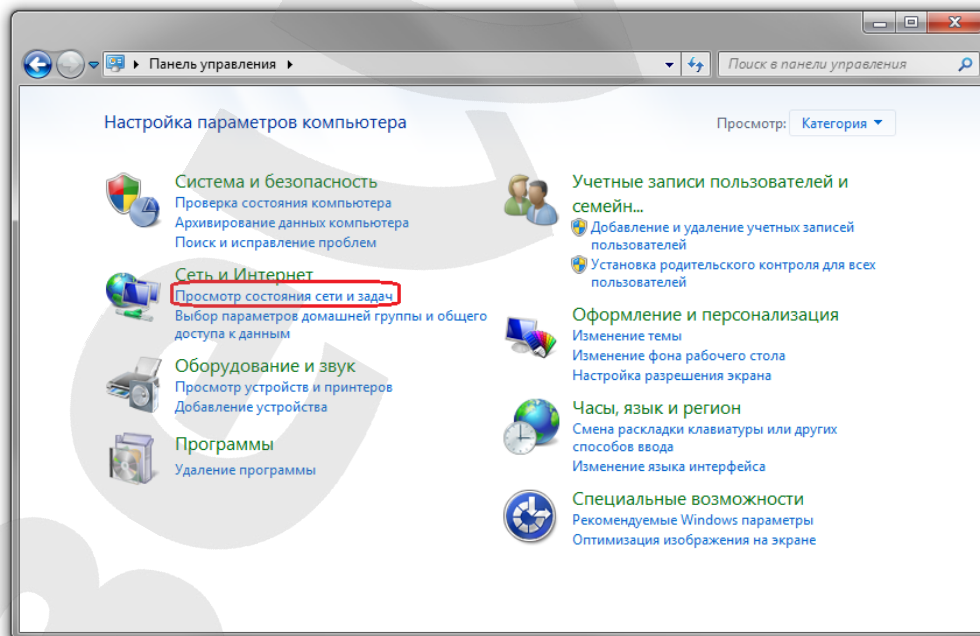 Панель управления
Поиск в панели управления
Настройка параметров компьютера
Просмотр: Категория
Система и безопасность
Проверка состояния компьютера
Архивирование данных компьютера
Поиск и исправление проблем
Сеть и Интернет
Просмотр состояния сети и задач
Выбор параметров домашней группы и общего
доступа к данным
Оборудование и звук
Просмотр устройств и принтеров
Добавление устройства
Программы
Удаление программы
Учетные записи пользователей и
семейн...
Добавление и удаление учетных записей
пользователей
Установка родительского контроля для всех
пользователей
Оформление и персонализация
Изменение темы
Изменение фона рабочего стола
Настройка разрешения экрана
Часы, язык и регион
Смена раскладки клавиатуры или других
способов ввода
Изменение языка интерфейса
Специальные возможности
Рекомендуемые Windows параметры
Оптимизация изображения на экране